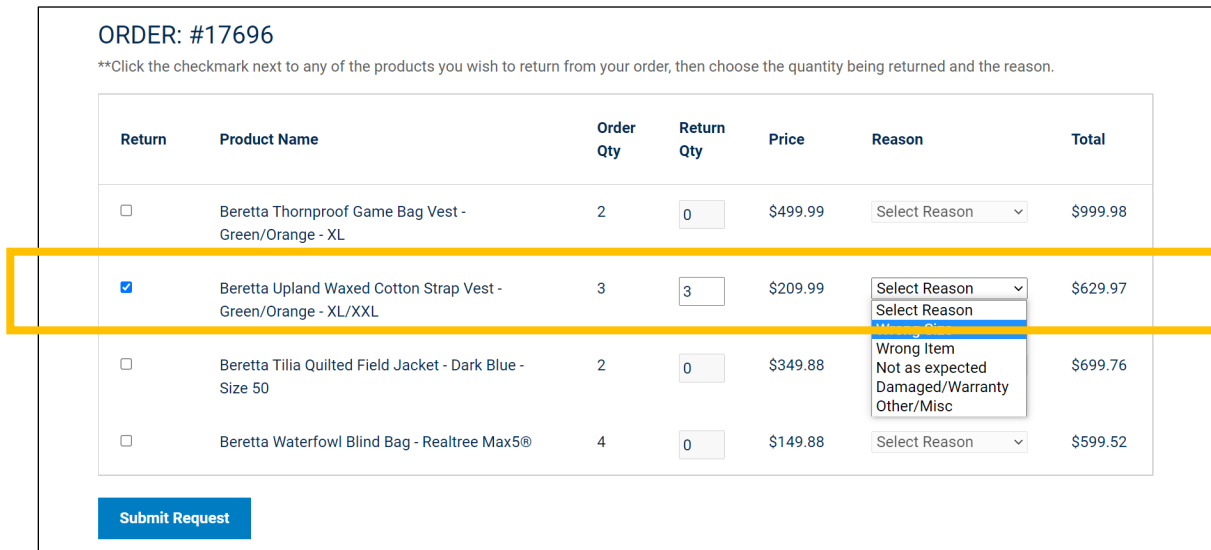 ORDER: #17696
**Click the checkmark next to any of the products you wish to return from your order, then choose the quantity being returned and the reason.
Return Product Name Order Qty Return Qty Price Reason Total
Beretta Thornproof Game Bag Vest - 2 0 $499.99 Select Reason $999.98
Green/Orange - XL
Beretta Upland Waxed Cotton Strap Vest - 3 3 $209.99 Select Reason $629.97
Green/Orange - XL/XXL
Select Reason
Wrong Size
Wrong Item
Not as expected
Damaged/Warranty
Other/Misc
Beretta Tilia Quilted Field Jacket - Dark Blue - 2 0 $349.88 $699.76
Size 50
Beretta Waterfowl Blind Bag - Realtree Max5® 4 0 $149.88 Select Reason $599.52
Submit Request